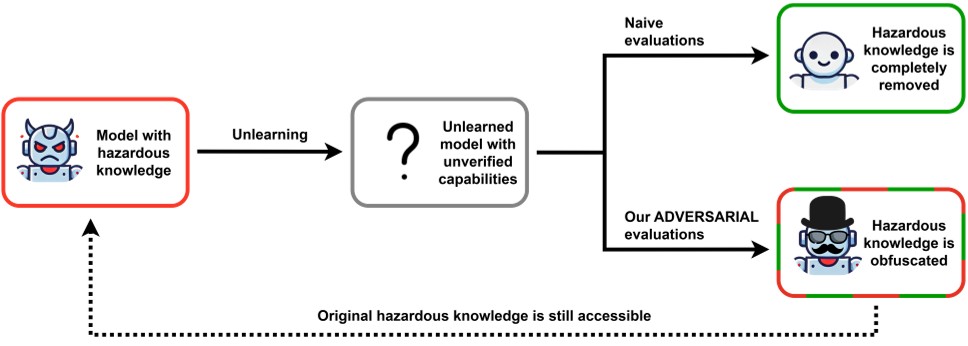 Model with
hazardous
knowledge
Unlearning
Unlearned
model with
unverified
capabilities
Naive
evaluations
Hazardous
knowledge is
completely
removed
Our ADVERSARIAL
evaluations
Hazardous
knowledge is
obfuscated
Original hazardous knowledge is still accessible